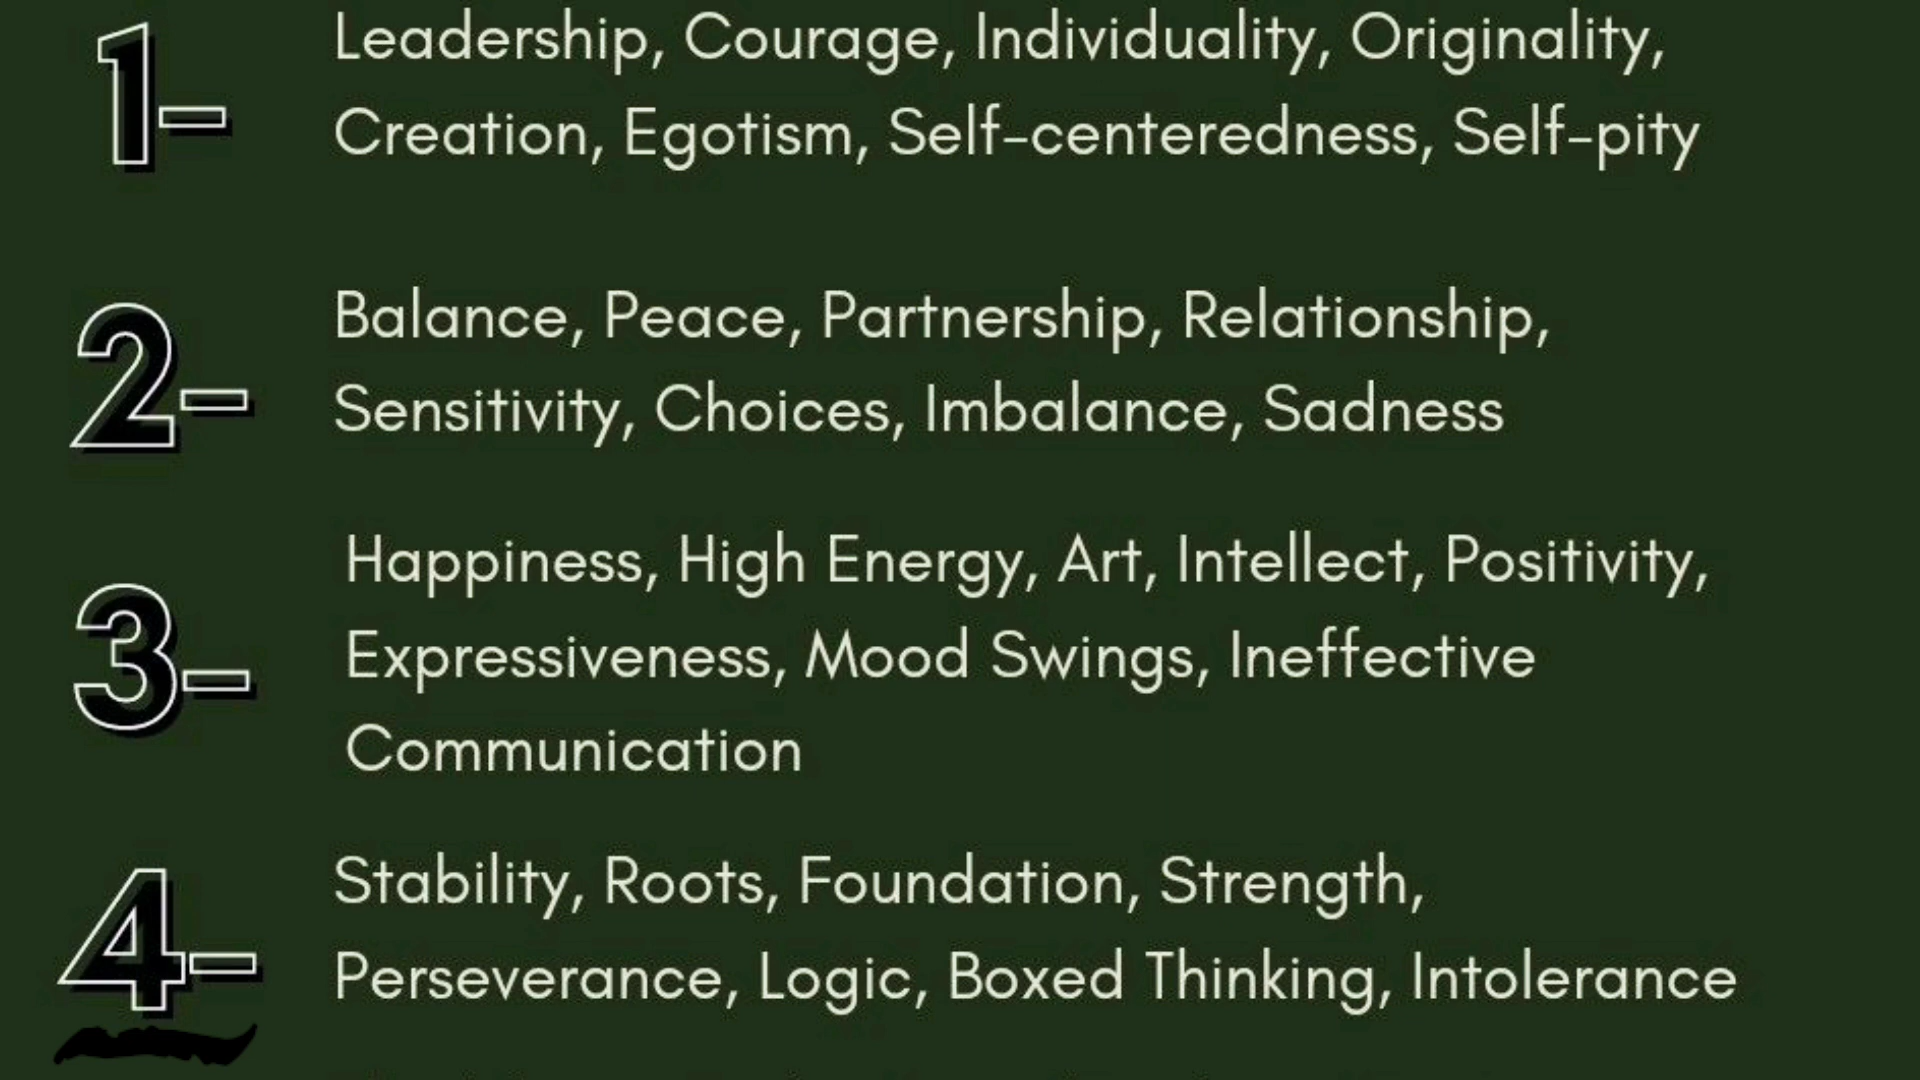 1- Leadership, Courage, Individuality, Originality,
Creation, Egotism, Self-centeredness, Self-pity
2- Balance, Peace, Partnership, Relationship,
Sensitivity, Choices, Imbalance, Sadness
3- Happiness, High Energy, Art, Intellect, Positivity,
Expressiveness, Mood Swings, Ineffective
Communication
4- Stability, Roots, Foundation, Strength,
Perseverance, Logic, Boxed Thinking, Intolerance